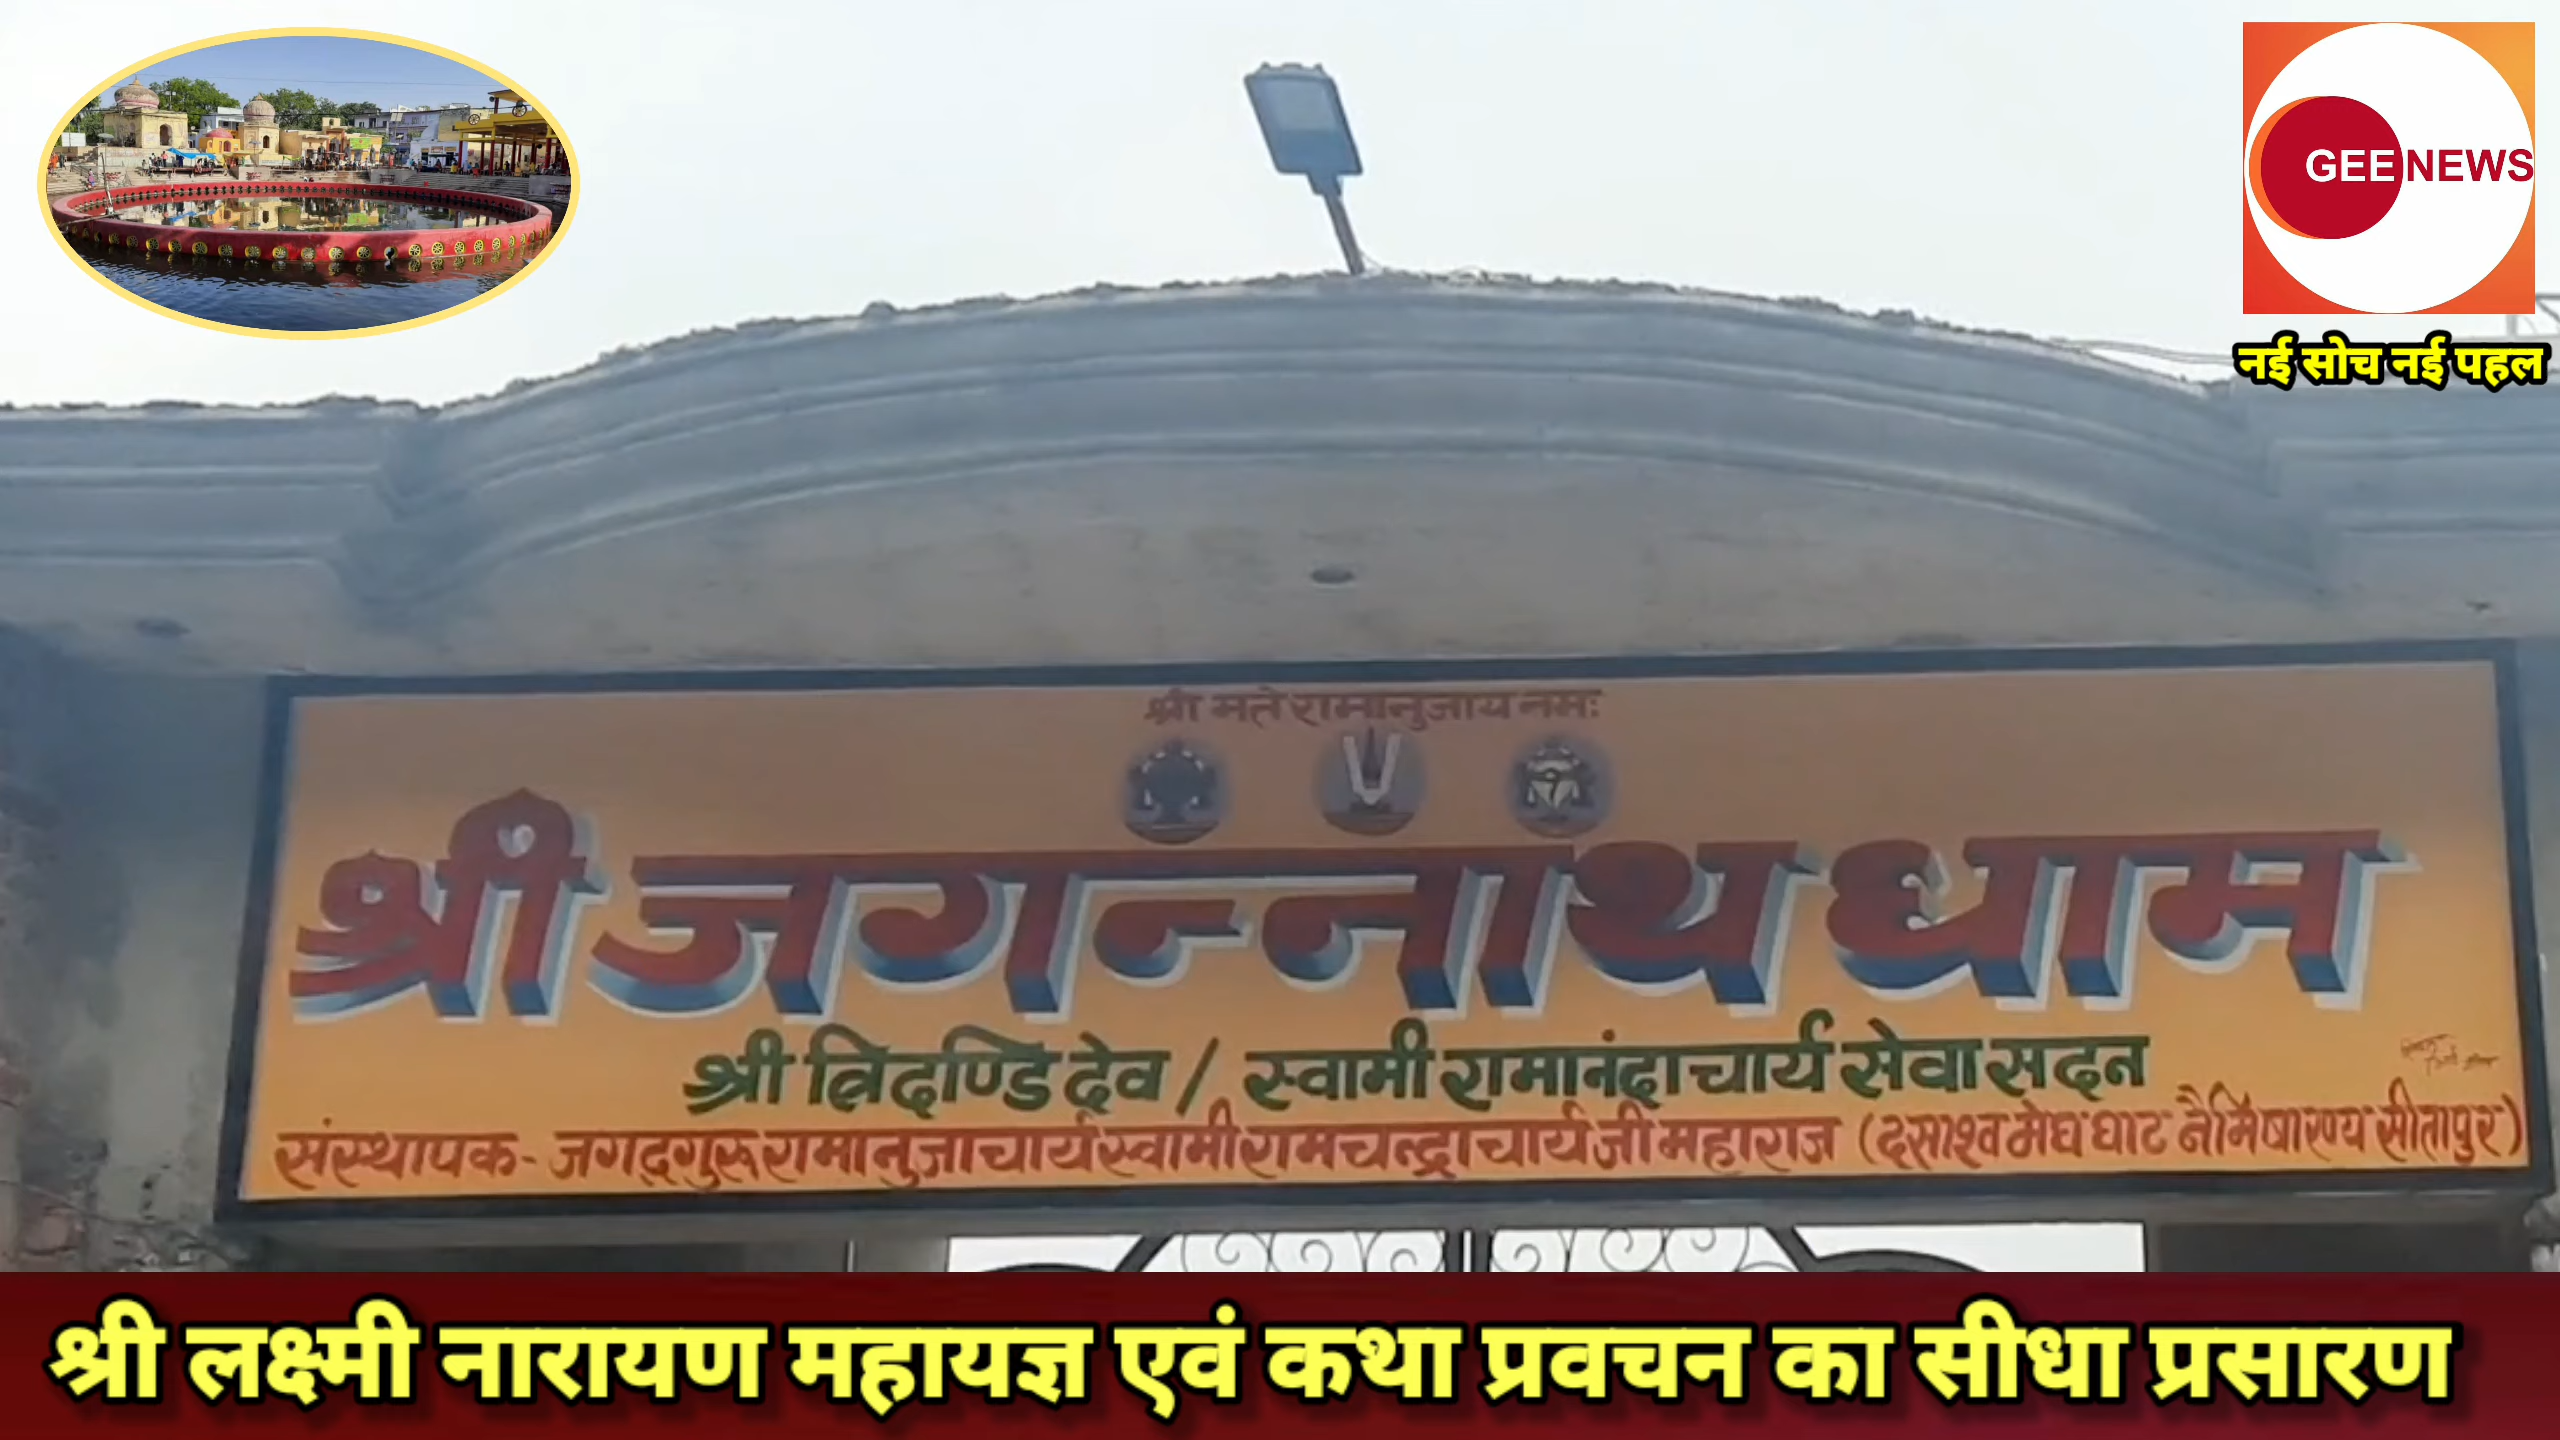 GEE NEWS
नई सोच नई पहल
श्री मते रामानुजाय नमः
श्री जगन्नाथ धाम
श्री त्रिदण्डि देव / स्वामी रामानंदाचार्य सेवा सदन
संस्थापक - जगद्गुरू रामानुजाचार्य स्वामी रामचन्द्राचार्य जी महाराज (दसाश्वमेघ घाट नैमिषारण्य सीतापुर)
श्री लक्ष्मी नारायण महायज्ञ एवं कथा प्रवचन का सीधा प्रसारण